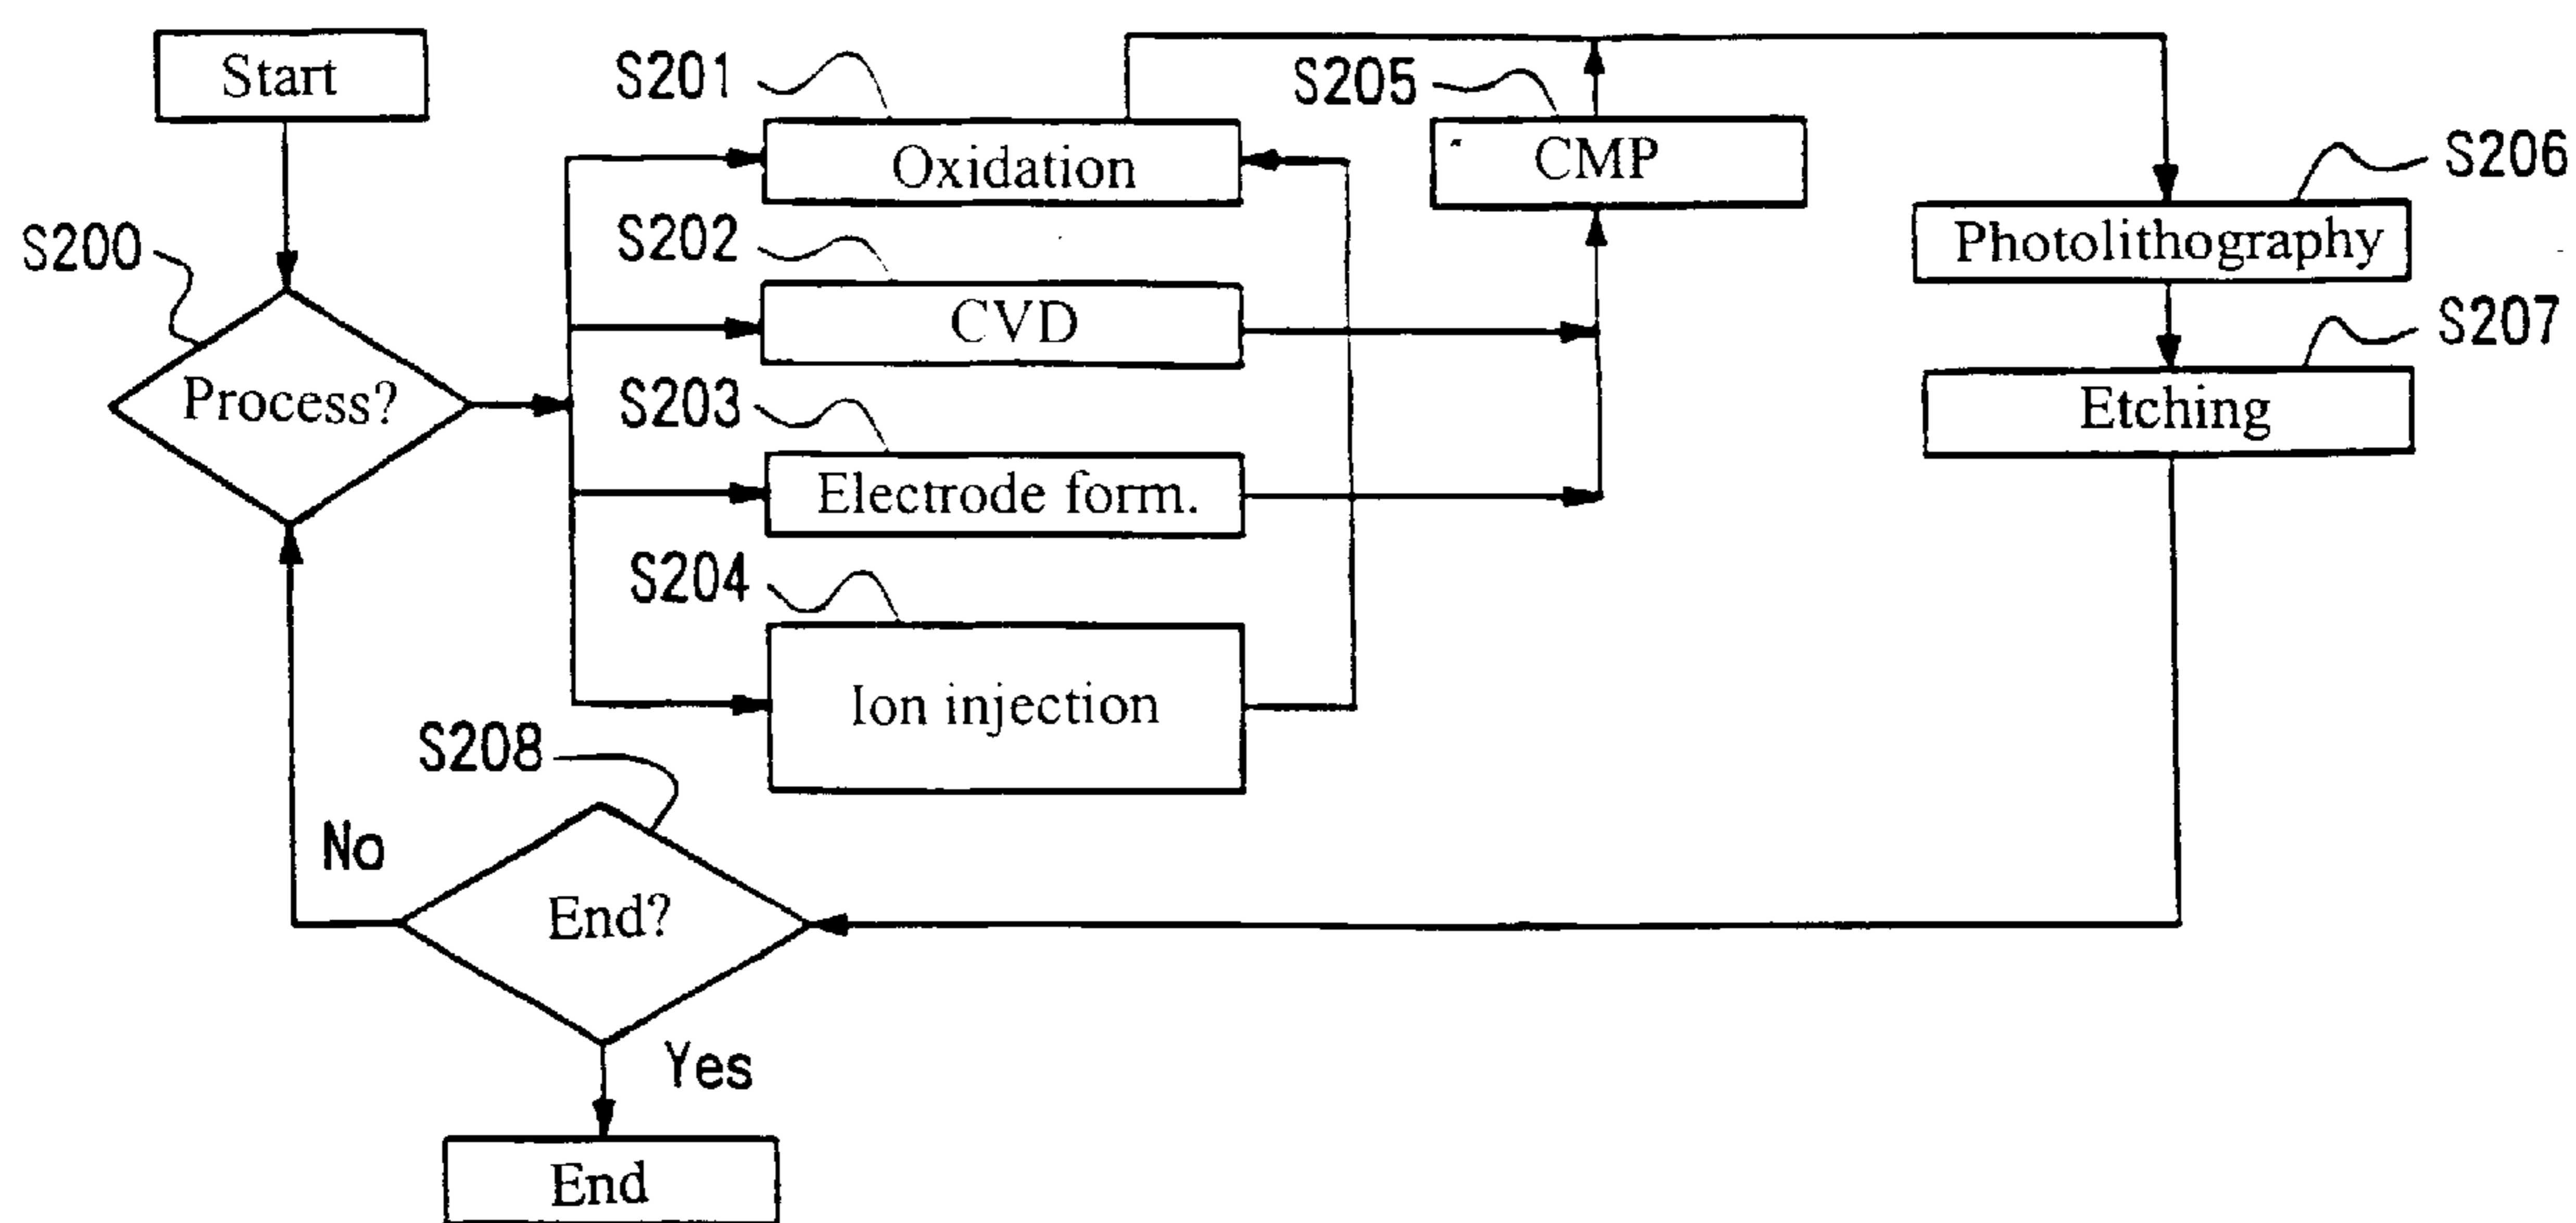 Start
S200
Process?
S201
Oxidation
S202
CVD
S203
Electrode form.
S204
Ion injection
S205
CMP
S206
Photolithography
S207
Etching
S208
End?
No
Yes
End